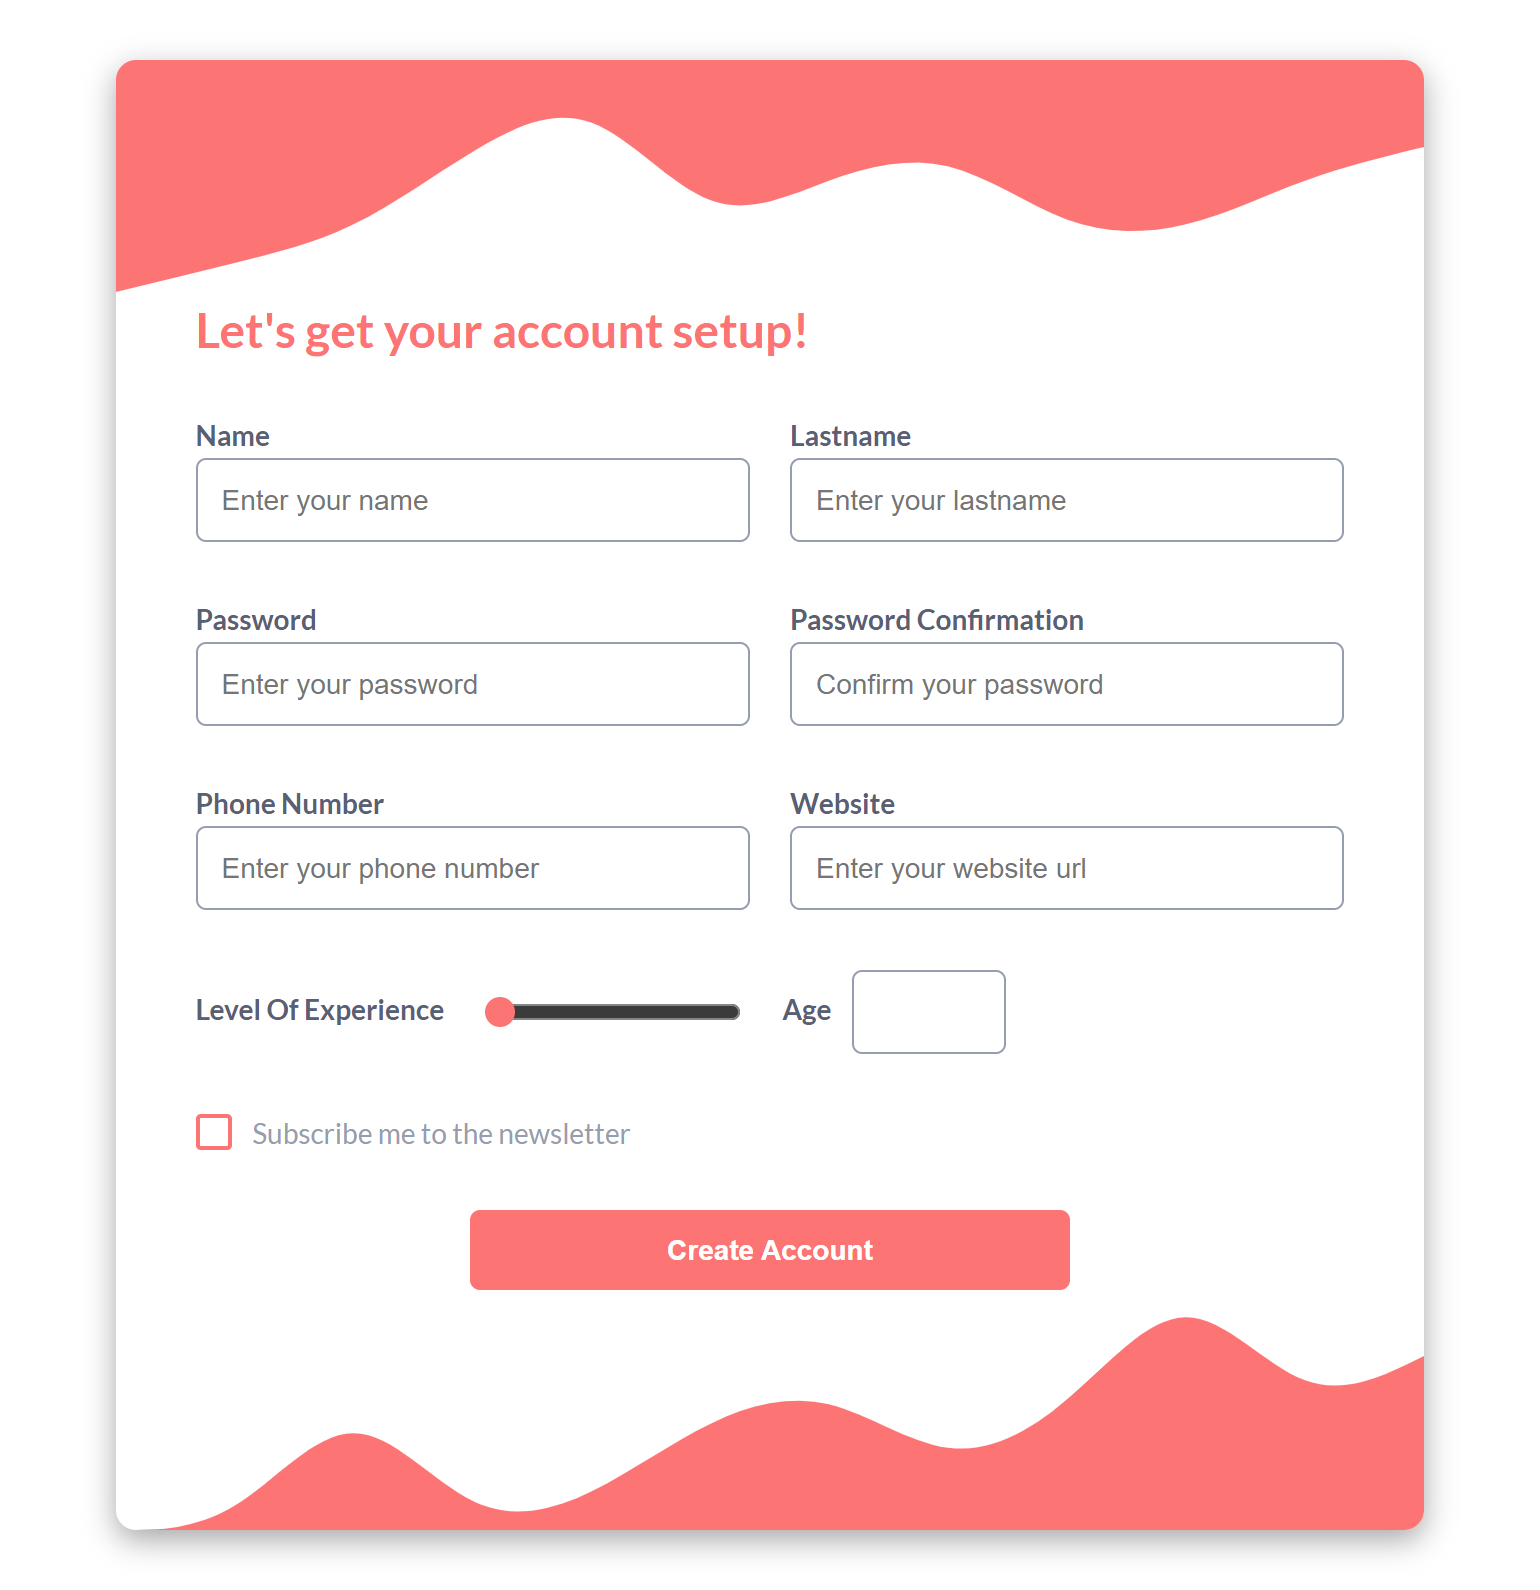 Let's get your account setup!
Name
Lastname
Enter your name
Enter your lastname
Password
Password Confirmation
Enter your password
Confirm your password
Phone Number
Website
Enter your phone number
Enter your website url
Level Of Experience
Age
Subscribe me to the newsletter
Create Account